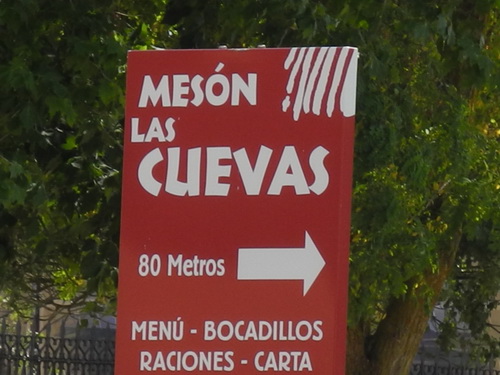 MESÓN
LAS
CUEVAS
80 Metros
MENÚ - BOCADILLOS
RACIONES - CARTA